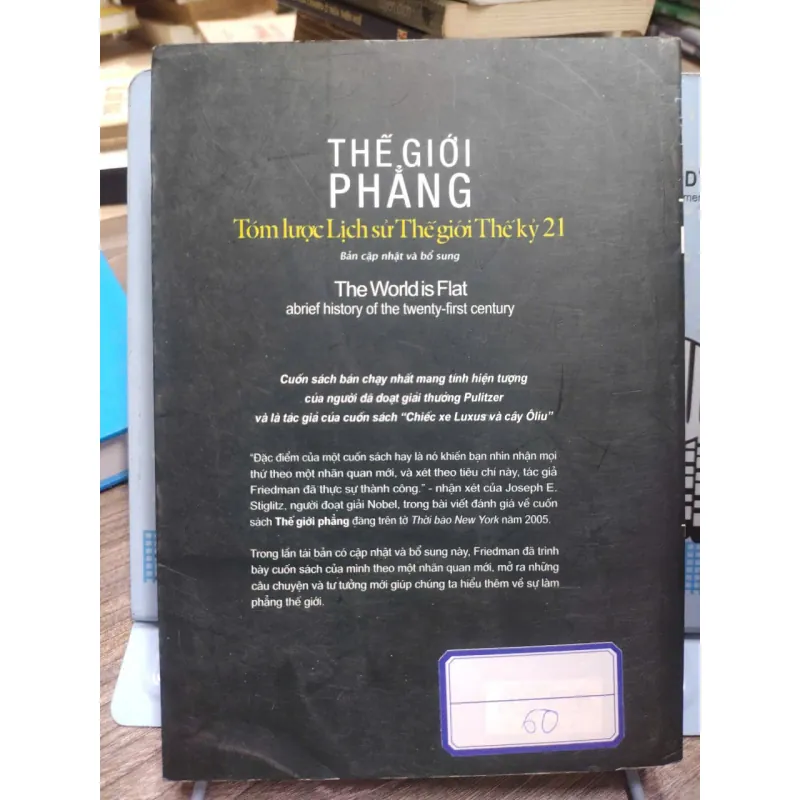 THẾ GIỚI
PHẲNG
Tóm lược Lịch sử Thế giới Thế kỷ 21
Bản cập nhật và bổ sung
The World is Flat
abrief history of the twenty-first century
Cuốn sách bán chạy nhất mang tính hiện tượng
của người đã đoạt giải thưởng Pulitzer
và là tác giả của cuốn sách “Chiếc xe Luxus và cây Ôliu”
“Đặc điểm của một cuốn sách hay là nó khiến bạn nhìn nhận mọi
thứ theo một nhãn quan mới, và xét theo tiêu chí này, tác giả
Friedman đã thực sự thành công.” - nhận xét của Joseph E.
Stiglitz, người đoạt giải Nobel, trong bài viết đánh giá về cuốn
sách Thế giới phẳng đăng trên tờ Thời báo New York năm 2005.
Trong lần tái bản có cập nhật và bổ sung này, Friedman đã trình
bày cuốn sách của mình theo một nhãn quan mới, mở ra những
câu chuyện và tư tưởng mới giúp chúng ta hiểu thêm về sự làm
phẳng thế giới.
60